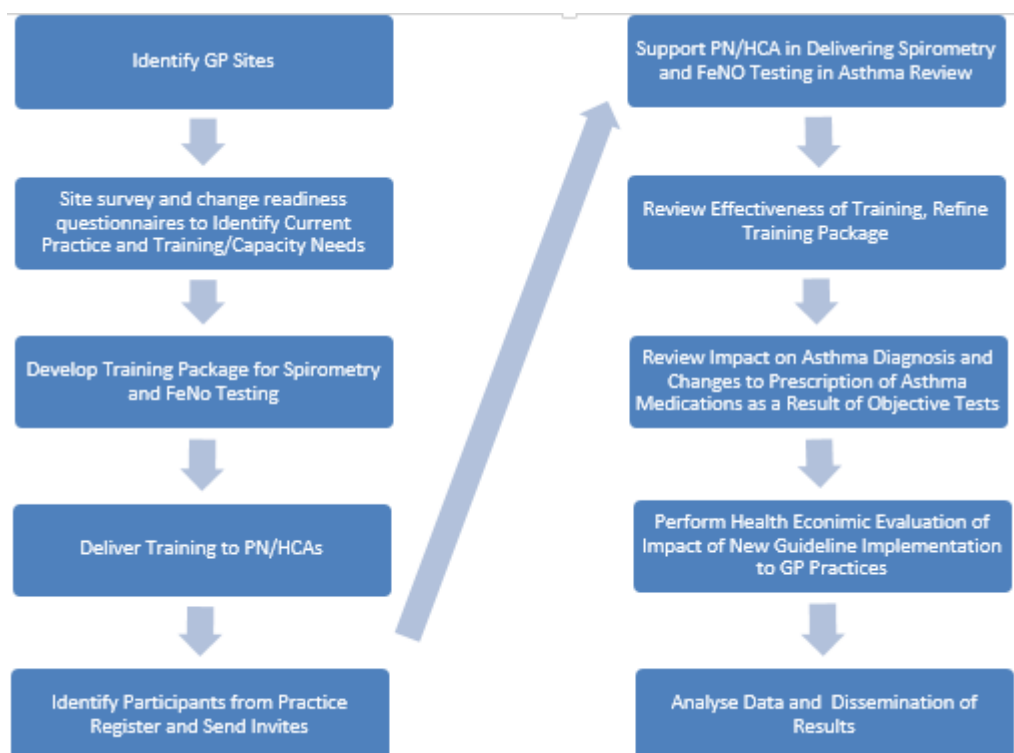 Identify GP Sites
Site survey and change readiness
questionnaires to Identify Current
Practice and Training/Capacity Needs
Develop Training Package for Spirometry
and FeNo Testing
Deliver Training to PN/HCAs
Identify Participants from Practice
Register and Send Invites
Support PN/HCA in Delivering Spirometry
and FeNO Testing in Asthma Review
Review Effectiveness of Training, Refine
Training Package
Review Impact on Asthma Diagnosis and
Changes to Prescription of Asthma
Medications as a Result of Objective Tests
Perform Health Econimic Evaluation of
Impact of New Guideline Implementation
to GP Practices
Analyse Data and Dissemination of
Results